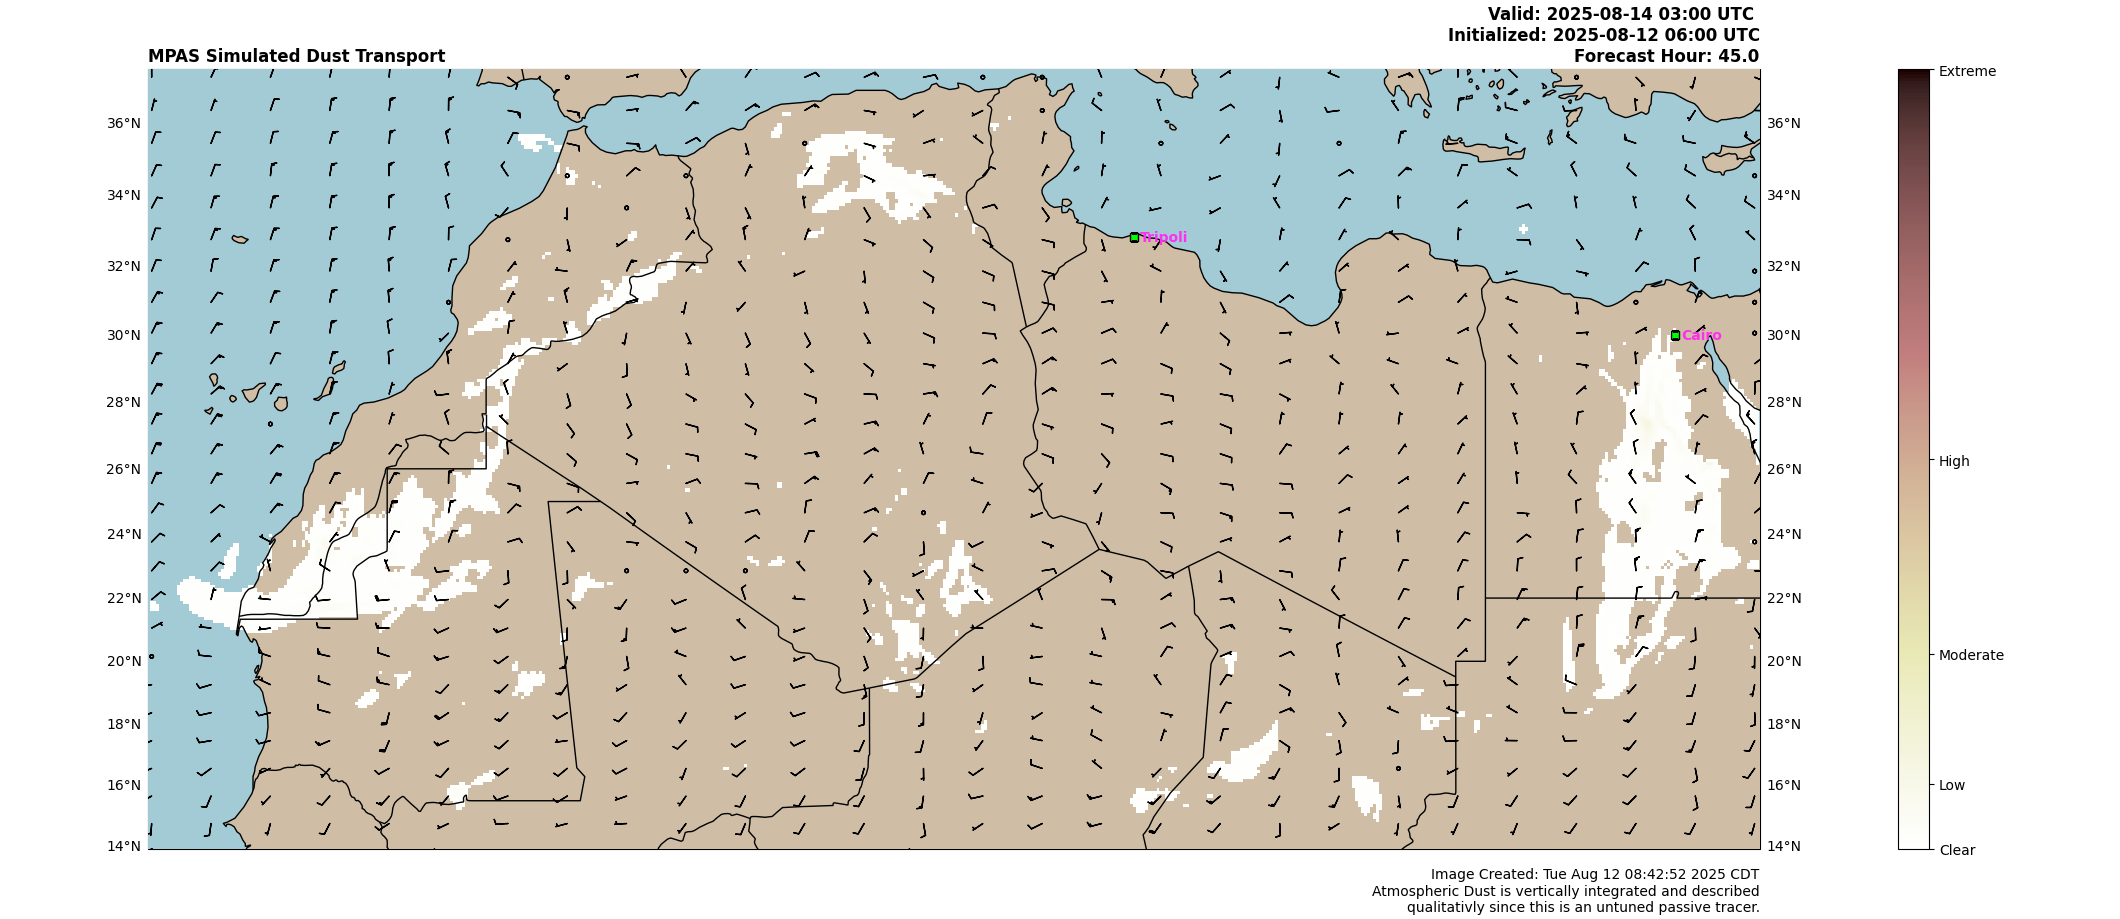 Valid: 2025-08-14 03:00 UTC
Initialized: 2025-08-12 06:00 UTC
MPAS Simulated Dust Transport
Forecast Hour: 45.0
Extreme
36°N
36°N
34°N
34°N
Tripoli
32°N
32°N
30°N
Cairo
30°N
28°N
28°N
26°N
26°N
High
24°N
24°N
22°N
22°N
20°N
20°N
Moderate
18°N
18°N
16°N
16°N
Low
14°N
14°N
Clear
Image Created: Tue Aug 12 08:42:52 2025 CDT
Atmospheric Dust is vertically integrated and described
qualitativly since this is an untuned passive tracer.